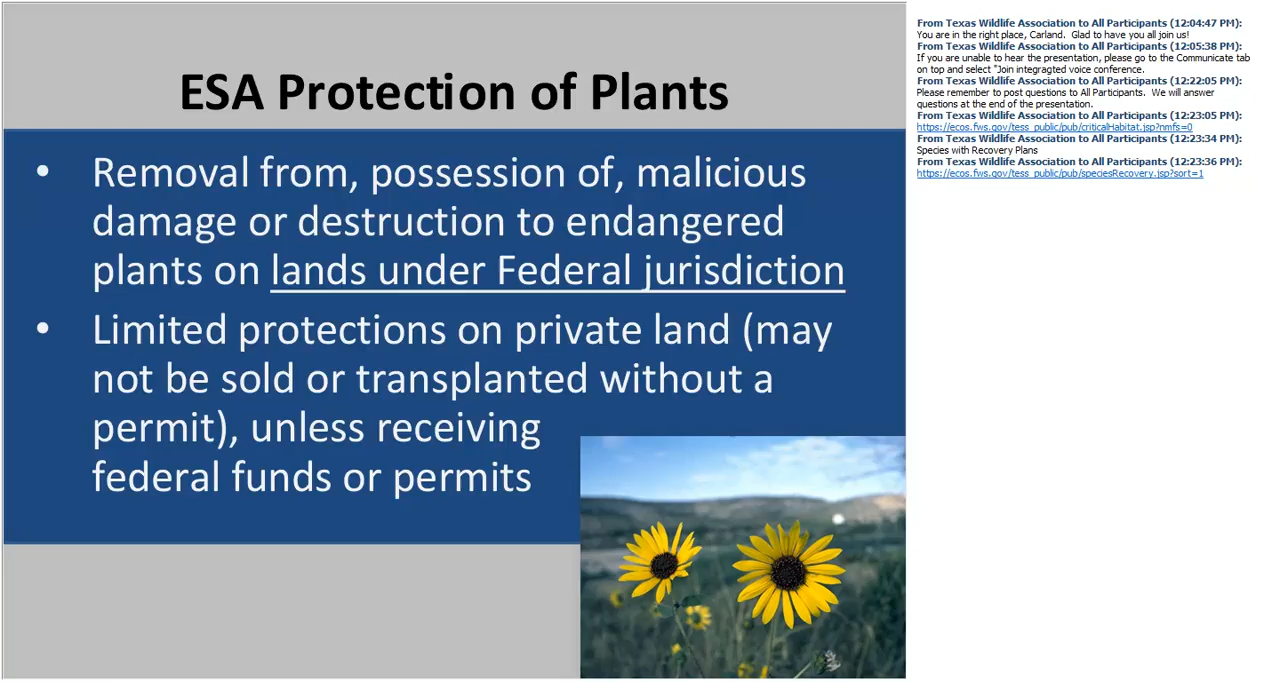 ESA Protection of Plants
• Removal from, possession of, malicious
damage or destruction to endangered
plants on lands under Federal jurisdiction
• Limited protections on private land (may
not be sold or transplanted without a
permit), unless receiving
federal funds or permits
From Texas Wildlife Association to All Participants (12:04:47 PM):
You are in the right place, Carland.  Glad to have you all join us!
From Texas Wildlife Association to All Participants (12:05:38 PM):
If you are unable to hear the presentation, please go to the Communicate tab
on top and select "Join integragted voice conference.
From Texas Wildlife Association to All Participants (12:22:05 PM):
Please remember to post questions to All Participants.  We will answer
questions at the end of the presentation.
From Texas Wildlife Association to All Participants (12:23:05 PM):
https://ecos.fws.gov/tess_public/pub/criticalHabitat.jsp?nmfs=0
From Texas Wildlife Association to All Participants (12:23:34 PM):
Species with Recovery Plans
From Texas Wildlife Association to All Participants (12:23:36 PM):
https://ecos.fws.gov/tess_public/pub/speciesRecovery.jsp?sort=1